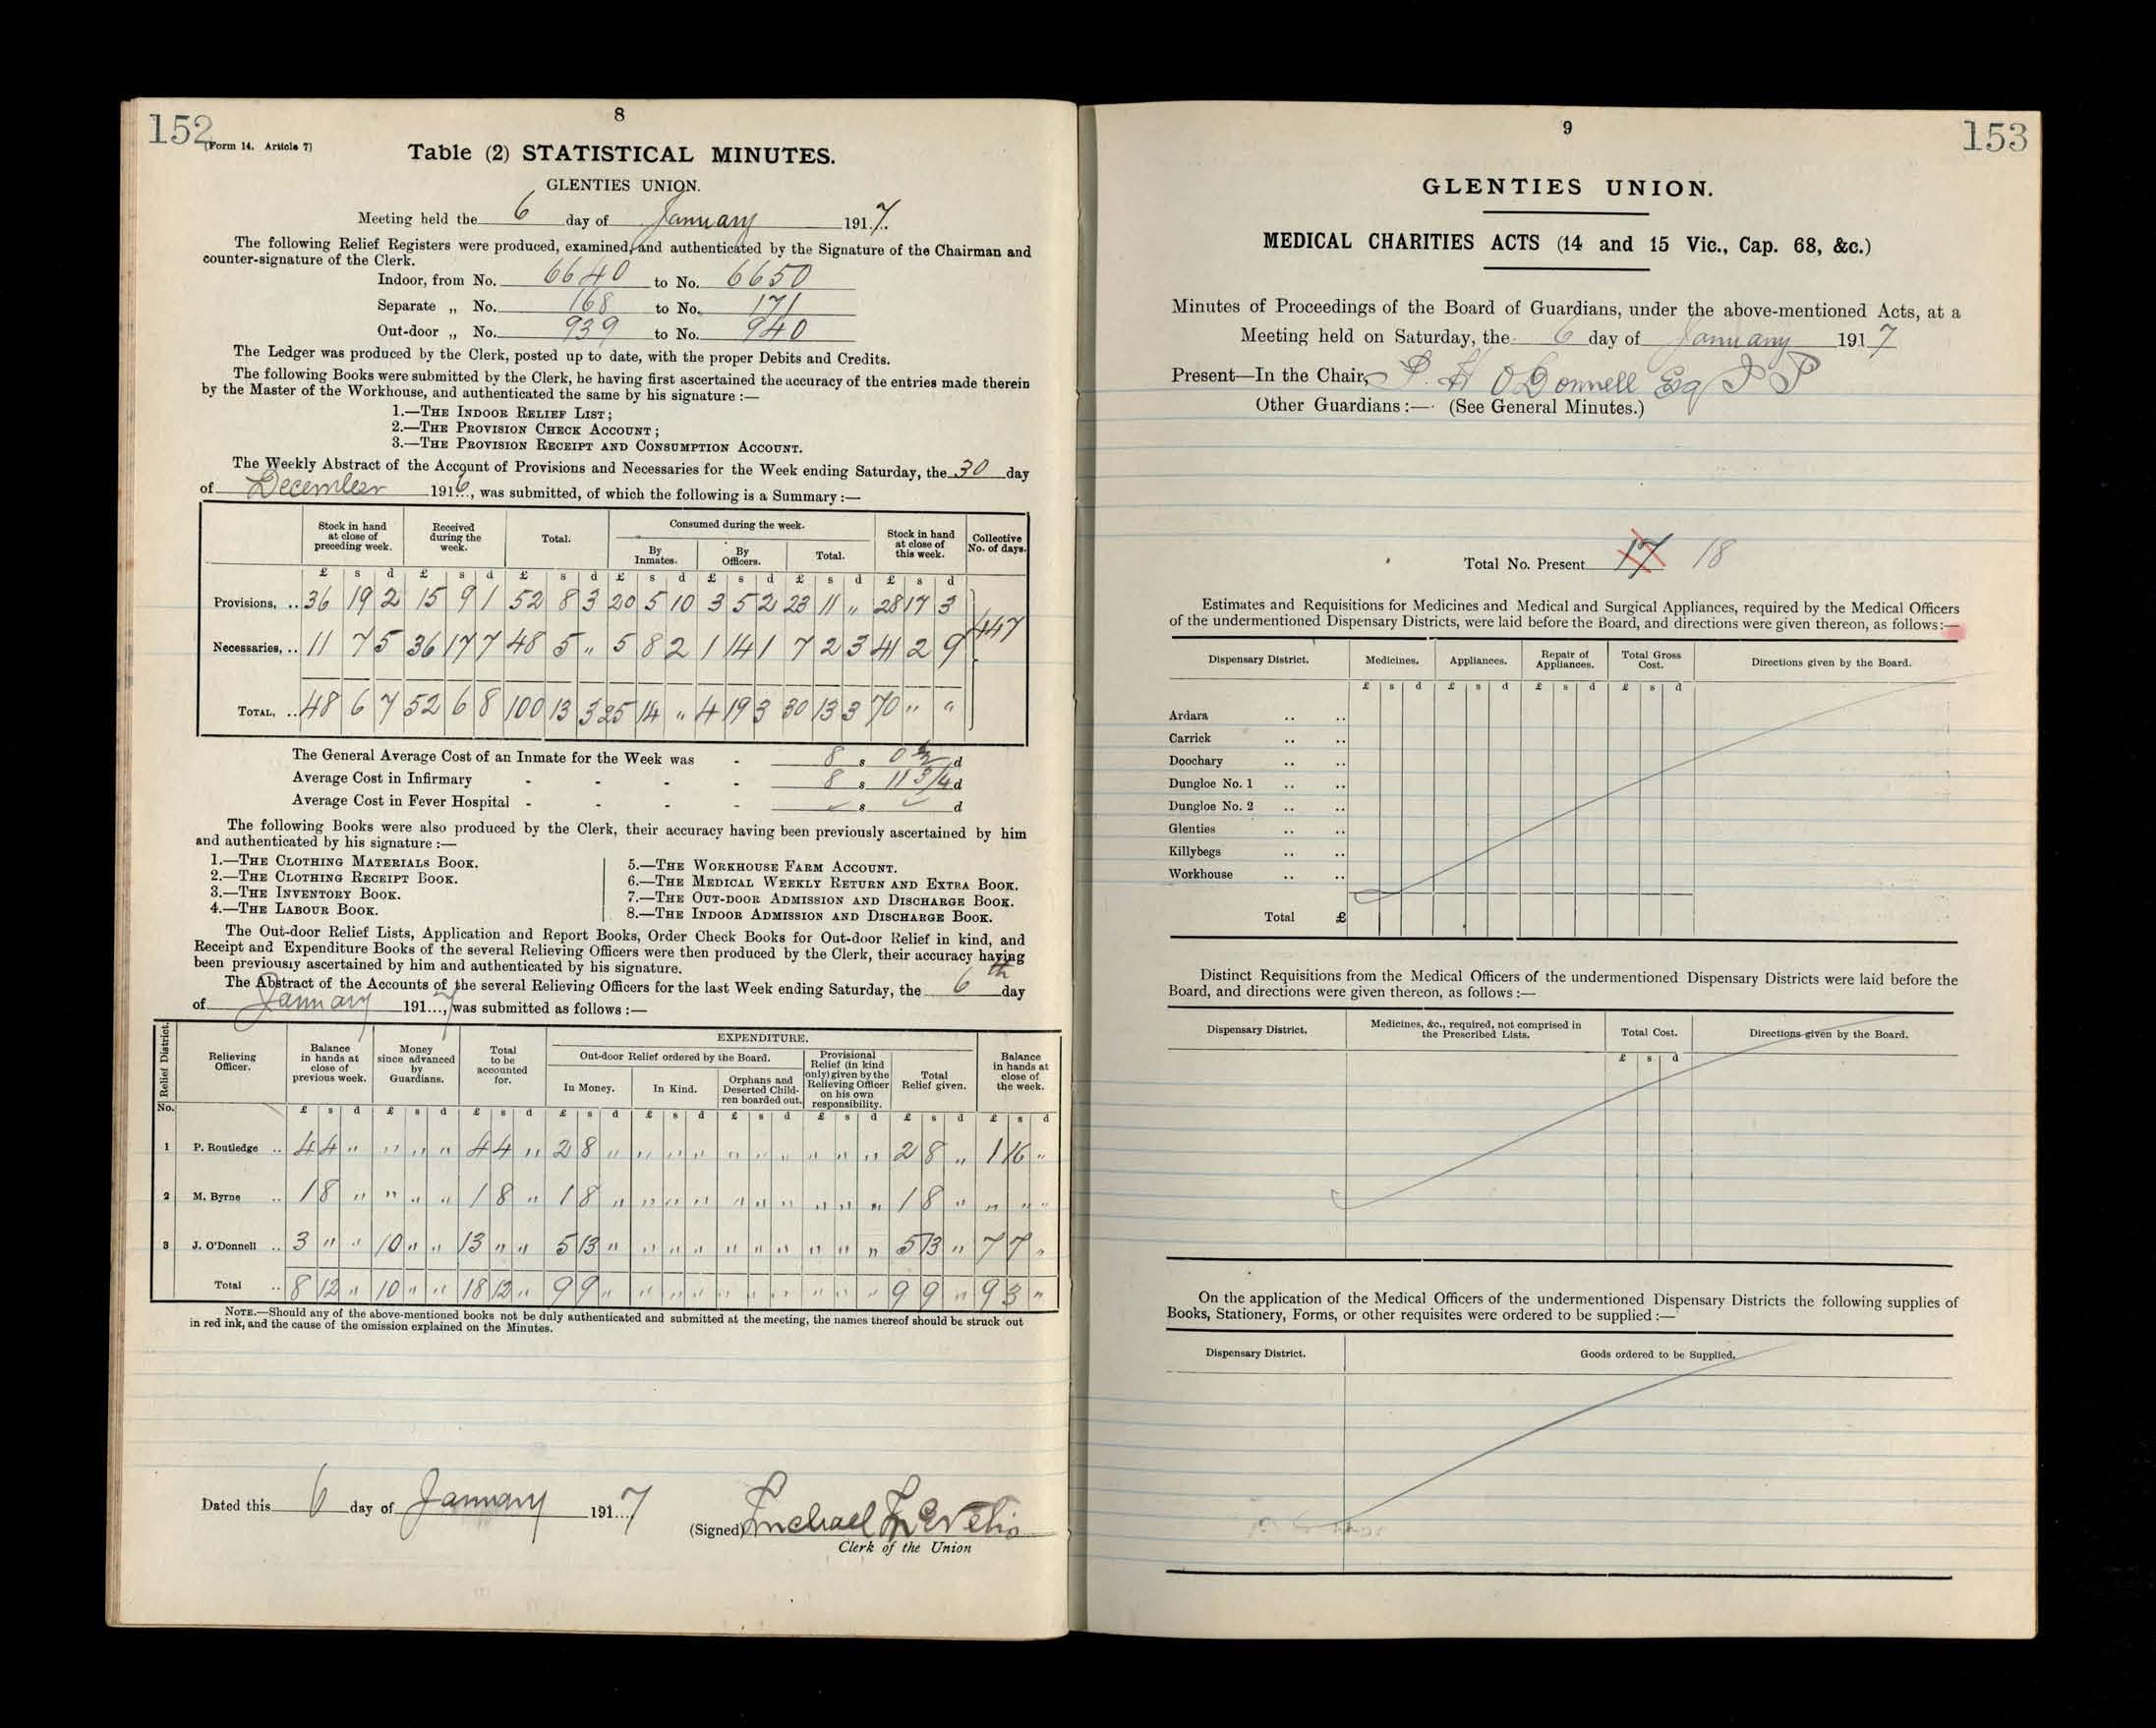 152
8
(Form 14. Article 7)
Table (2) STATISTICAL MINUTES.
GLENTIES UNION.
Meeting held the 6 day of January 1917.
The following Relief Registers were produced, examined, and authenticated by the Signature of the Chairman and
counter-signature of the Clerk.
Indoor, from No. 6640 to No. 6650
Separate „ No. 168 to No. 171
Out-door „ No. 939 to No. 940
The Ledger was produced by the Clerk, posted up to date, with the proper Debits and Credits.
The following Books were submitted by the Clerk, he having first ascertained the accuracy of the entries made therein
by the Master of the Workhouse, and authenticated the same by his signature :—
1.—THE INDOOR RELIEF LIST;
2.—THE PROVISION CHECK ACCOUNT;
3.—THE PROVISION RECEIPT AND CONSUMPTION ACCOUNT.
The Weekly Abstract of the Account of Provisions and Necessaries for the Week ending Saturday, the 30 day
of December 1916, was submitted, of which the following is a Summary :—
Stock in hand at close of preceding week. Received during the week. Total. Consumed during the week. Stock in hand at close of this week. Collective No. of days.
By Inmates. By Officers. Total.
£ s d £ s d £ s d £ s d £ s d £ s d £ s d
Provisions, .. 36 19 2 15 9 1 52 8 3 20 5 10 3 5 2 23 11 „ 28 17 3
447
Necessaries, .. 11 7 5 36 17 7 48 5 „ 5 8 2 1 14 1 7 2 3 41 2 9
TOTAL, .. 48 6 7 52 6 8 100 13 3 25 14 „ 4 19 3 30 13 3 70 „ „
The General Average Cost of an Inmate for the Week was - 8 s 0 ½ d
Average Cost in Infirmary - - - - 8 s 11 3/4 d
Average Cost in Fever Hospital - - - - s d
The following Books were also produced by the Clerk, their accuracy having been previously ascertained by him
and authenticated by his signature :—
1.—THE CLOTHING MATERIALS BOOK.
2.—THE CLOTHING RECEIPT BOOK.
3.—THE INVENTORY BOOK.
4.—THE LABOUR BOOK.
5.—THE WORKHOUSE FARM ACCOUNT.
6.—THE MEDICAL WEEKLY RETURN AND EXTRA BOOK.
7.—THE OUT-DOOR ADMISSION AND DISCHARGE BOOK.
8.—THE INDOOR ADMISSION AND DISCHARGE BOOK.
The Out-door Relief Lists, Application and Report Books, Order Check Books for Out-door Relief in kind, and
Receipt and Expenditure Books of the several Relieving Officers were then produced by the Clerk, their accuracy having
been previously ascertained by him and authenticated by his signature.
The Abstract of the Accounts of the several Relieving Officers for the last Week ending Saturday, the 6th day
of January 1917, was submitted as follows :—
Relief District. No. Relieving Officer. Balance in hands at close of previous week. Money since advanced by Guardians. Total to be accounted for. EXPENDITURE. Balance in hands at close of the week.
Out-door Relief ordered by the Board. Provisional Relief (in kind only) given by the Relieving Officer on his own responsibility. Total Relief given.
In Money. In Kind. Orphans and Deserted Children boarded out.
£ s d £ s d £ s d £ s d £ s d £ s d £ s d £ s d £ s d
1 P. Routledge .. 4 4 „ „ „ „ 4 4 „ 2 8 „ „ „ „ „ „ „ „ „ „ 2 8 „ 1 16 „
2 M. Byrne .. 1 8 „ „ „ „ 1 8 „ 1 8 „ „ „ „ „ „ „ „ „ „ 1 8 „ „ „ „
3 J. O'Donnell .. 3 „ „ 10 „ „ 13 „ „ 5 13 „ „ „ „ „ „ „ „ „ „ 5 13 „ 7 7 „
Total .. 8 12 „ 10 „ „ 18 12 „ 9 9 „ „ „ „ „ „ „ „ „ „ 9 9 „ 9 3 „
NOTE.—Should any of the above-mentioned books not be duly authenticated and submitted at the meeting, the names thereof should be struck out
in red ink, and the cause of the omission explained on the Minutes.
Dated this 6 day of January 1917
(Signed) Michael McNelis
Clerk of the Union
9
153
GLENTIES UNION.
MEDICAL CHARITIES ACTS (14 and 15 Vic., Cap. 68, &c.)
Minutes of Proceedings of the Board of Guardians, under the above-mentioned Acts, at a
Meeting held on Saturday, the 6 day of January 1917
Present—In the Chair, P. H O'Donnell Esq J P
Other Guardians :— (See General Minutes.)
Total No. Present 17 18
Estimates and Requisitions for Medicines and Medical and Surgical Appliances, required by the Medical Officers
of the undermentioned Dispensary Districts, were laid before the Board, and directions were given thereon, as follows:—
Dispensary District. Medicines. Appliances. Repair of Appliances. Total Gross Cost. Directions given by the Board.
£ s d £ s d £ s d £ s d
Ardara .. ..
Carrick .. ..
Doochary .. ..
Dungloe No. 1 .. ..
Dungloe No. 2 .. ..
Glenties .. ..
Killybegs .. ..
Workhouse .. ..
Total £
Distinct Requisitions from the Medical Officers of the undermentioned Dispensary Districts were laid before the
Board, and directions were given thereon, as follows :—
Dispensary District. Medicines, &c., required, not comprised in the Prescribed Lists. Total Cost. Directions given by the Board.
£ s d
On the application of the Medical Officers of the undermentioned Dispensary Districts the following supplies of
Books, Stationery, Forms, or other requisites were ordered to be supplied :—
Dispensary District. Goods ordered to be Supplied.